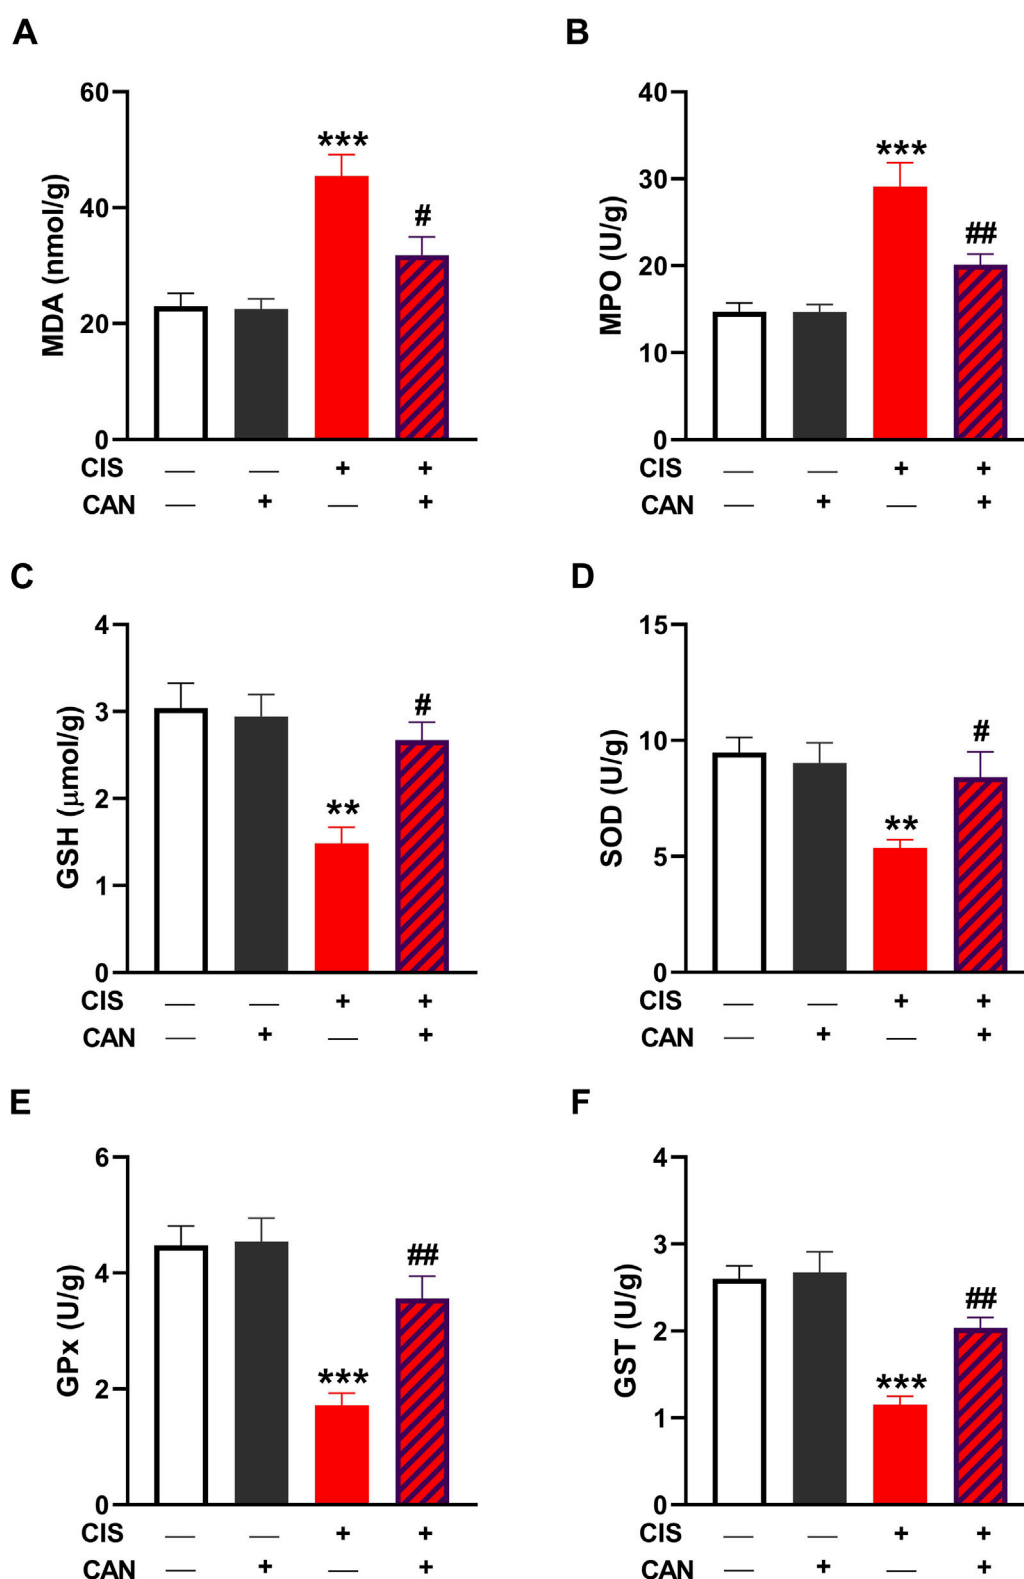 A
MDA (nmol/g)
60
40
20
0
***
#
CIS — — + +
CAN — + — +
B
MPO (U/g)
40
30
20
10
0
***
##
CIS — — + +
CAN — + — +
C
GSH (μmol/g)
4
3
2
1
0
**
#
CIS — — + +
CAN — + — +
D
SOD (U/g)
15
10
5
0
**
#
CIS — — + +
CAN — + — +
E
GPx (U/g)
6
4
2
0
***
##
CIS — — + +
CAN — + — +
F
GST (U/g)
4
3
2
1
0
***
##
CIS — — + +
CAN — + — +